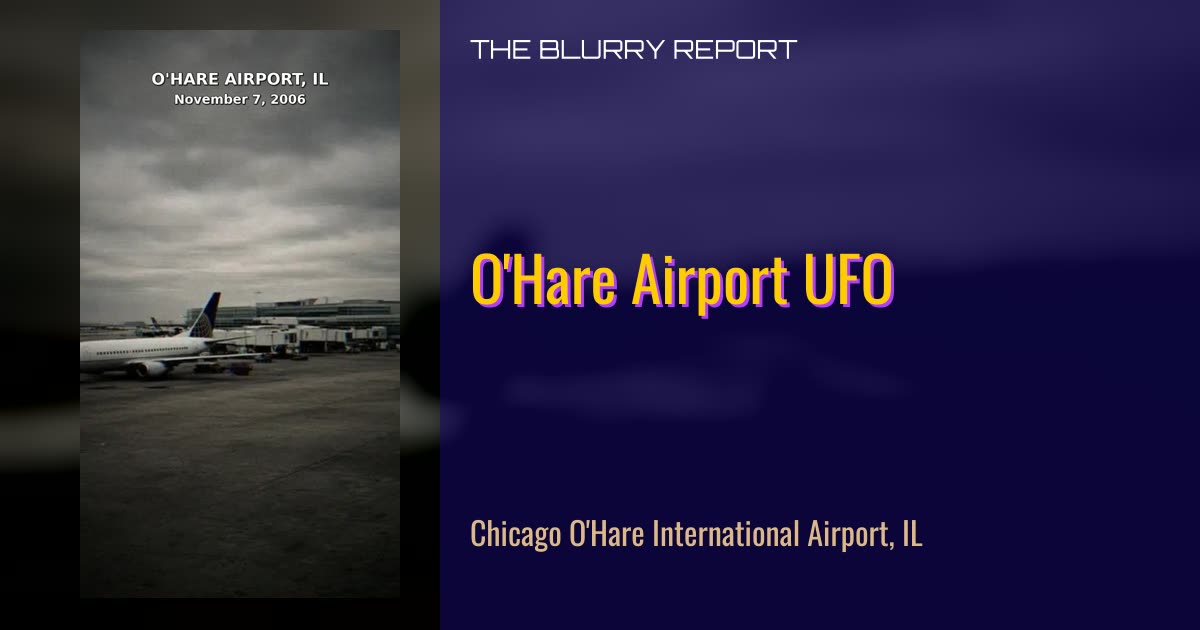 O'HARE AIRPORT, IL
November 7, 2006
THE BLURRY REPORT
O'Hare Airport UFO
Chicago O'Hare International Airport, IL